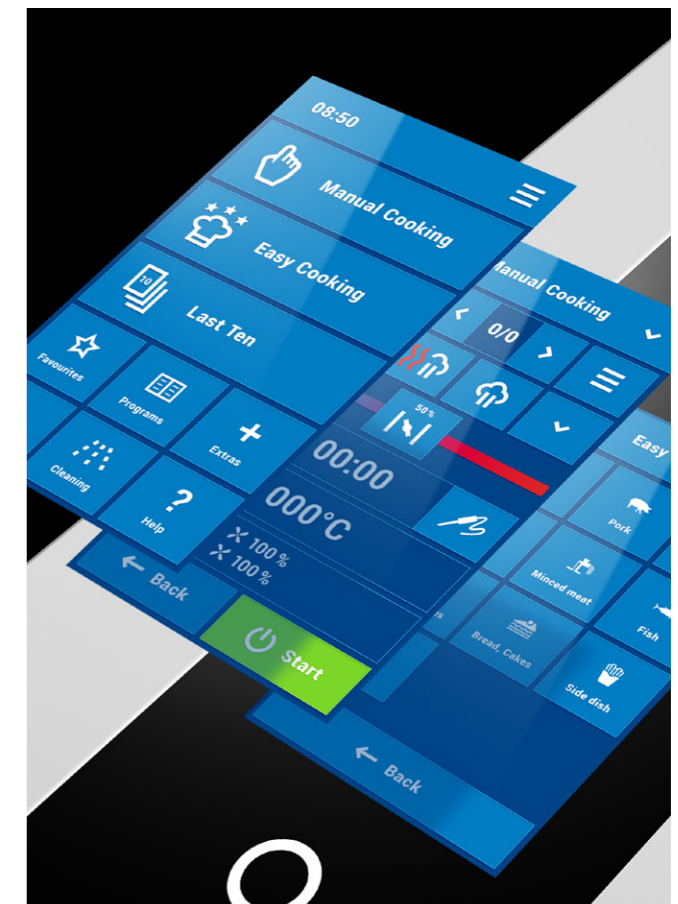 08:50
Manual Cooking
Easy Cooking
10
Last Ten
Favourites
Programs
Extras
Cleaning
Help
Manual Cooking
0/0
50%
00:00
000°C
100%
100%
Back
Start
Easy
Pork
Minced meat
Fish
Bread, Cakes
Side dish
Back